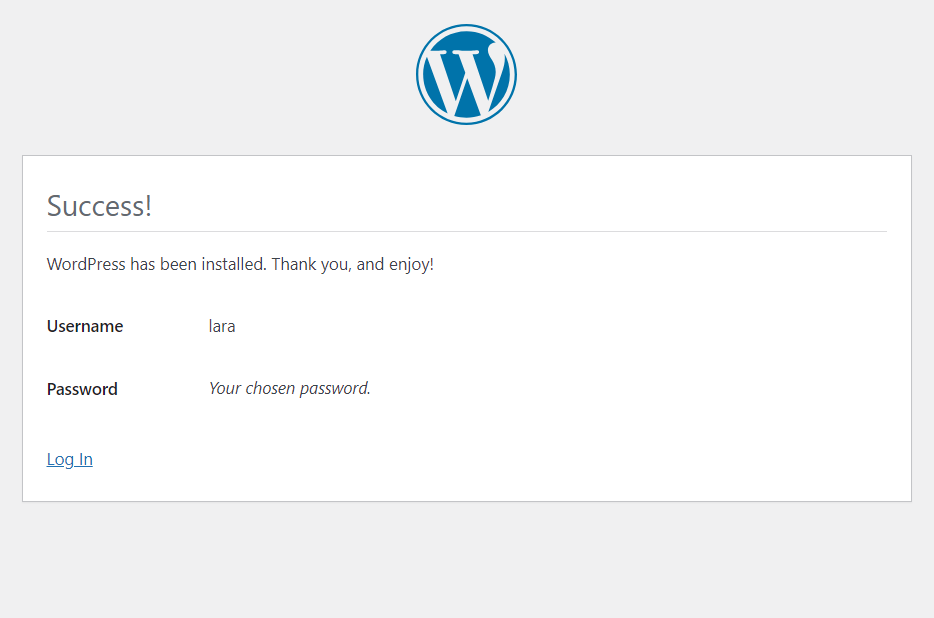 Success!
WordPress has been installed. Thank you, and enjoy!
Username lara
Password Your chosen password.
Log In